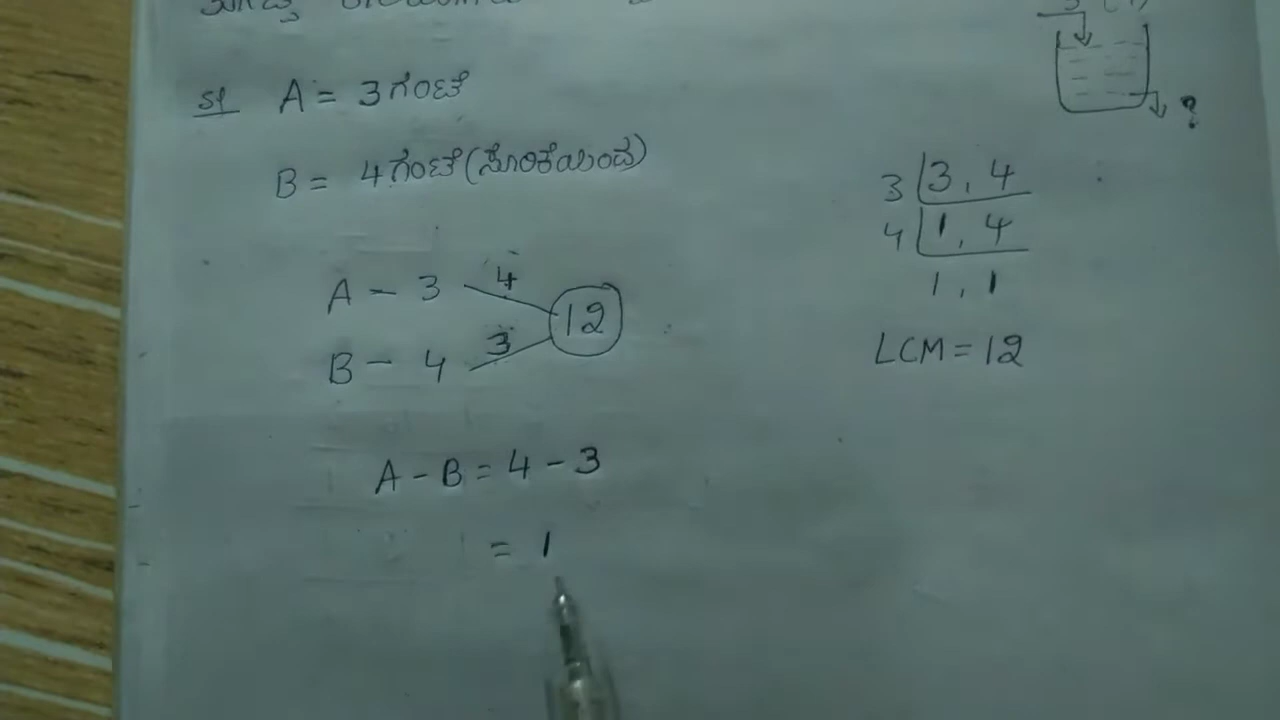 S1 A = 3 ಗಂಟೆ
B = 4 ಗಂಟೆ (ಸೋರಿಕೆಯಿಂದ)
?
3 | 3, 4
4 | 1, 4
1, 1
LCM = 12
A - 3 4
12
B - 4 3
A - B = 4 - 3
= 1